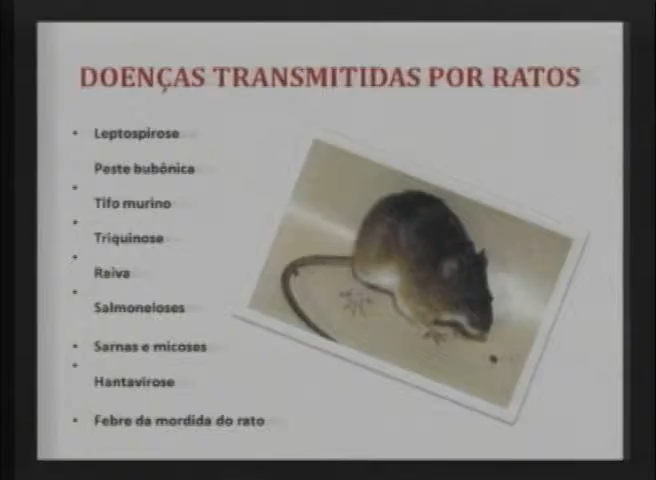 DOENÇAS TRANSMITIDAS POR RATOS
• Leptospirose
Peste bubônica
• Tifo murino
• Triquinose
• Raiva
• Salmoneloses
• Sarnas e micoses
• Hantavirose
• Febre da mordida do rato